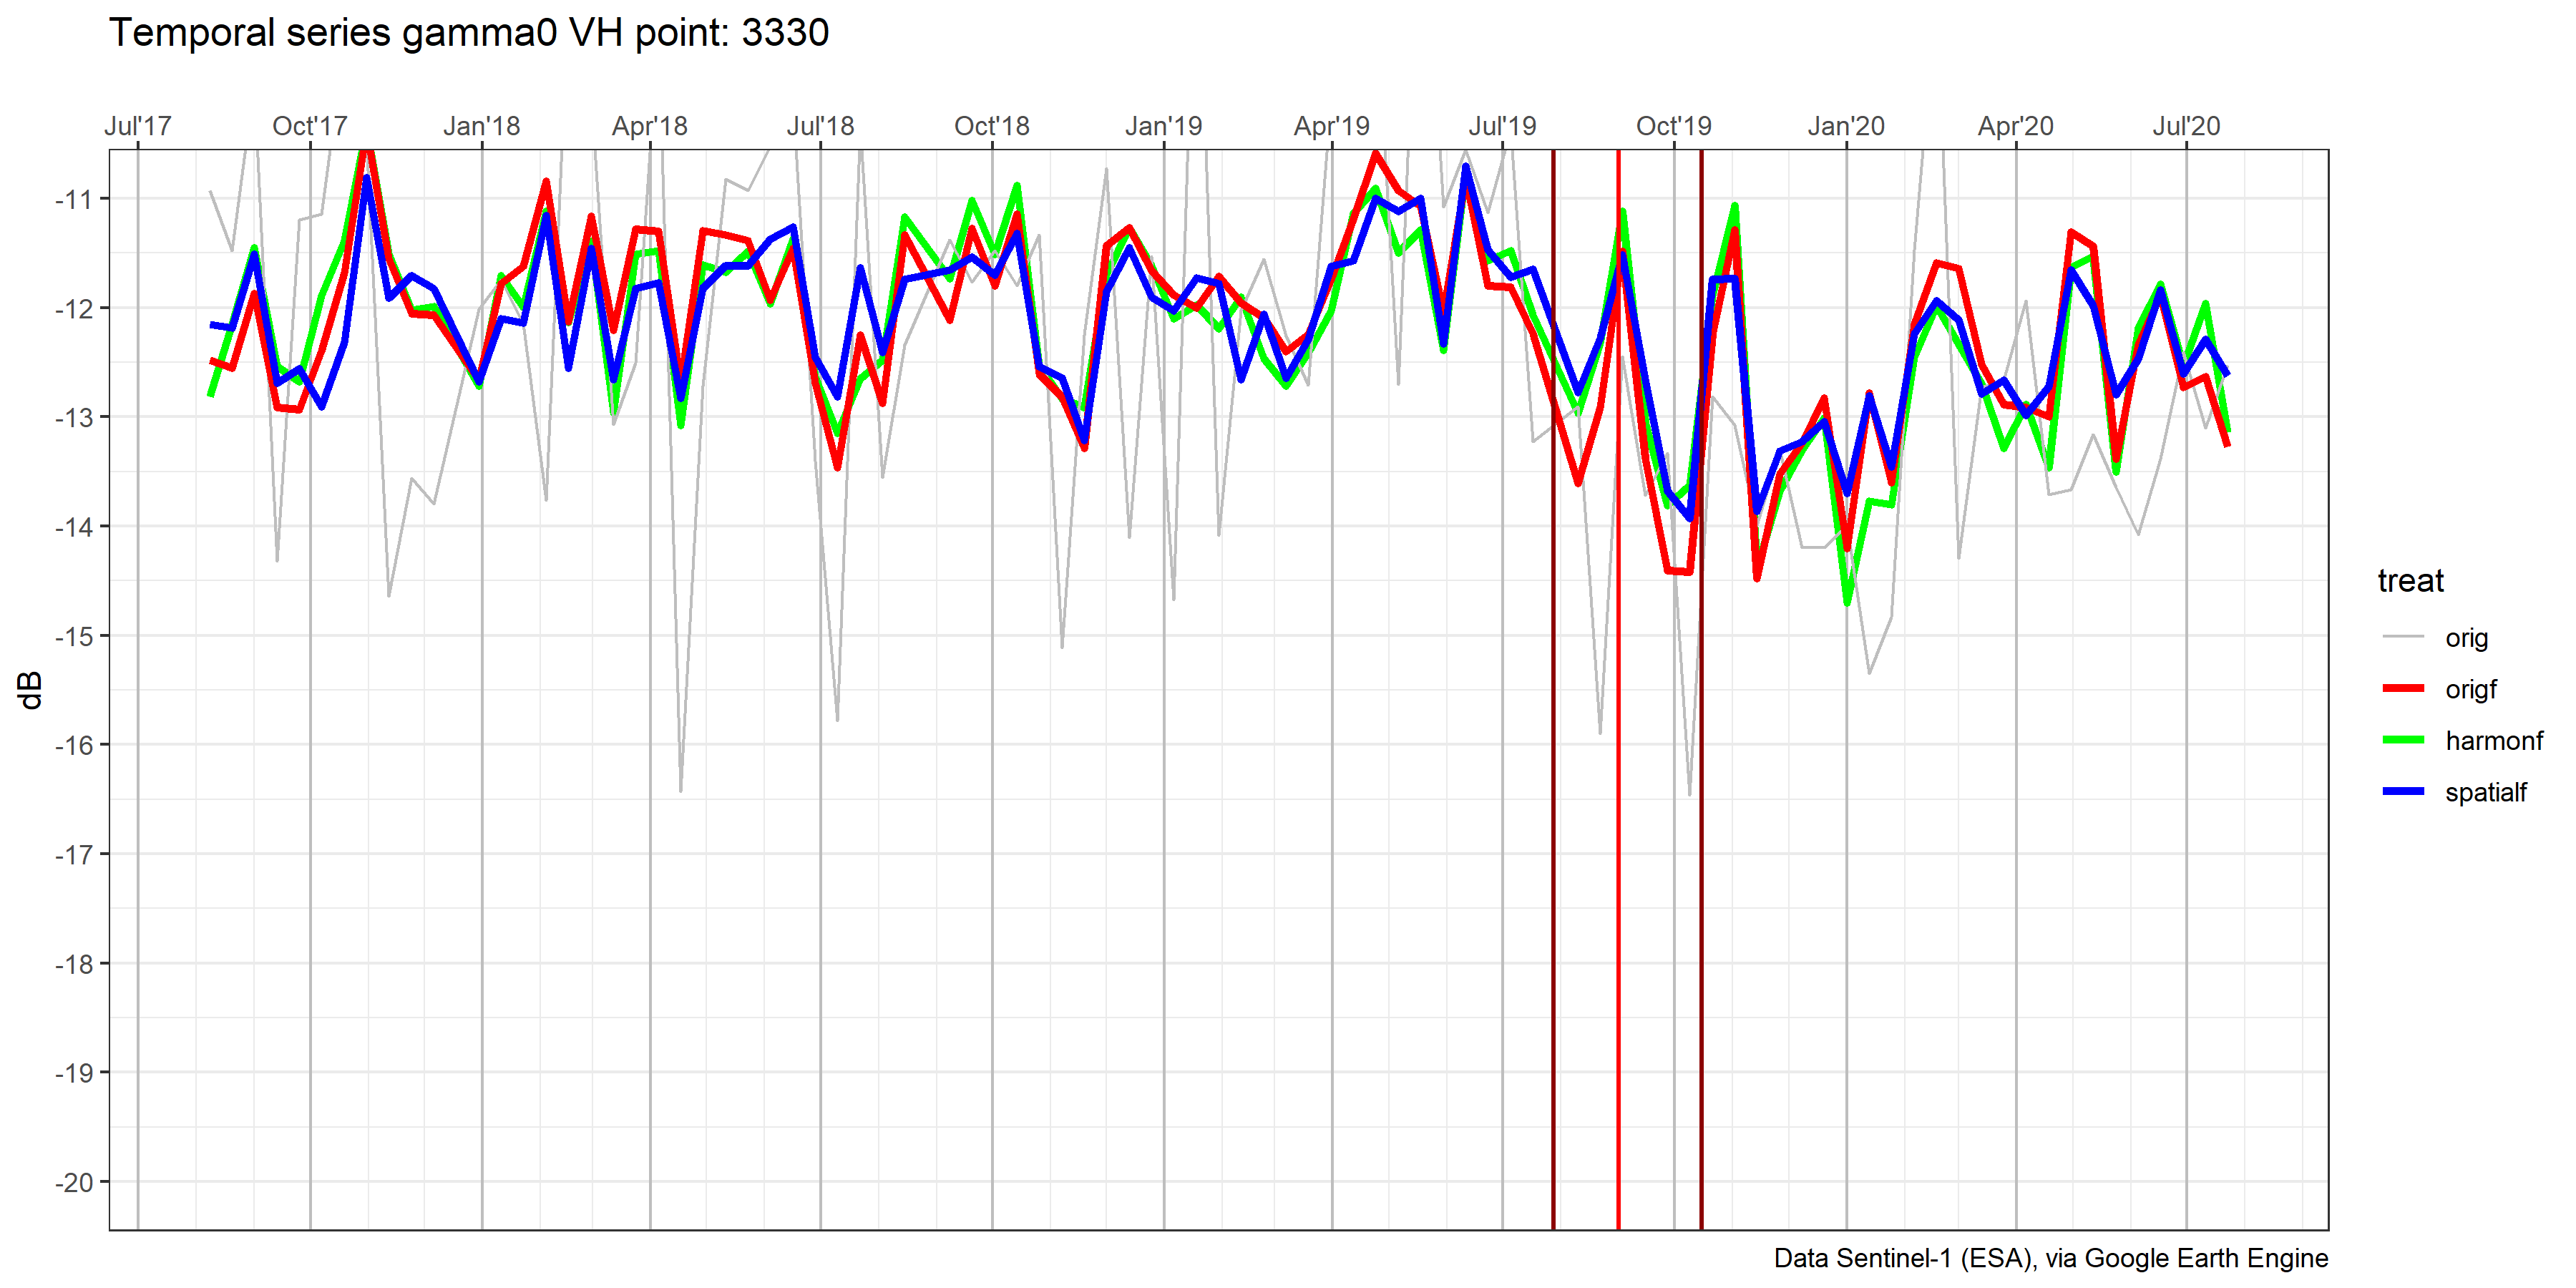 Temporal series gamma0 VH point: 3330
Jul'17 Oct'17 Jan'18 Apr'18 Jul'18 Oct'18 Jan'19 Apr'19 Jul'19 Oct'19 Jan'20 Apr'20 Jul'20
-11
-12
-13
-14
-15
-16
-17
-18
-19
-20
dB
treat
orig
origf
harmonf
spatialf
Data Sentinel-1 (ESA), via Google Earth Engine